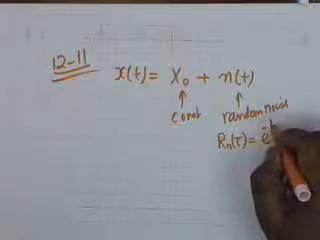 12-11 x(t) = X₀ + n(t)
↑ ↑
const random noise
Rₙ(τ) = e